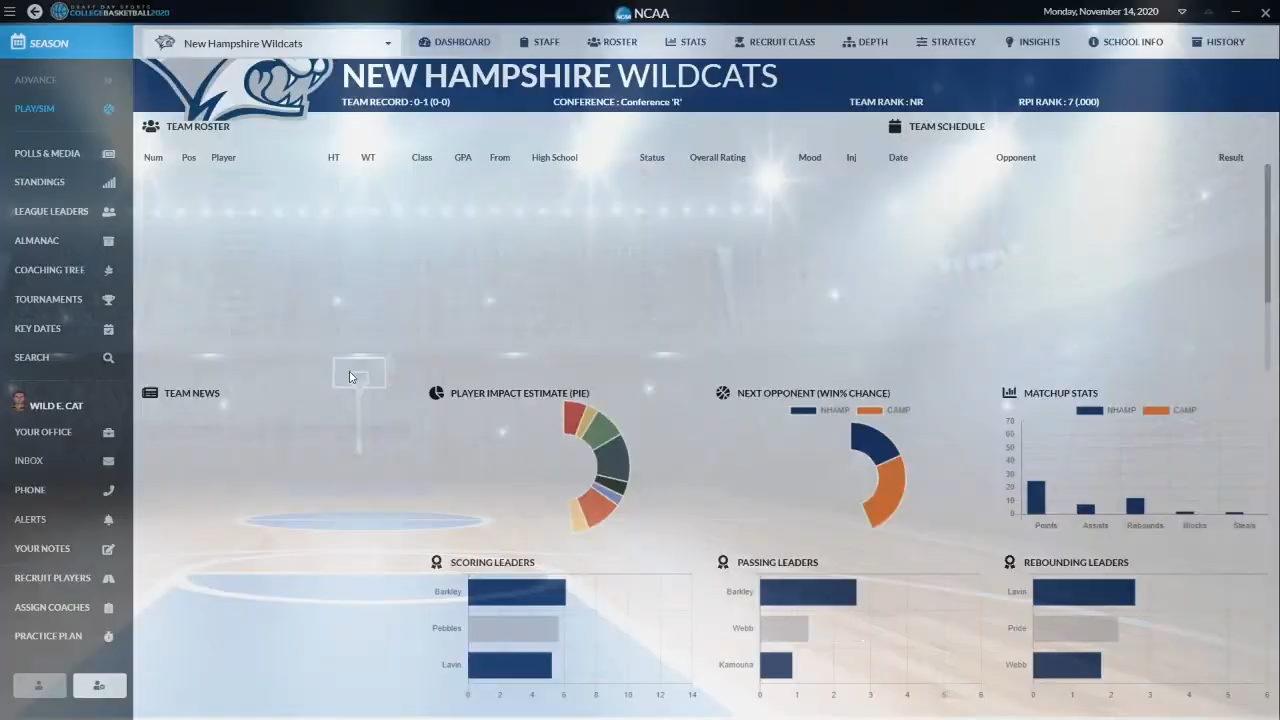 DRAFT DAY SPORTS
COLLEGEBASKETBALL2020
NCAA
Monday, November 14, 2020
SEASON
New Hampshire Wildcats
DASHBOARD
STAFF
ROSTER
STATS
RECRUIT CLASS
DEPTH
STRATEGY
INSIGHTS
SCHOOL INFO
HISTORY
NEW HAMPSHIRE WILDCATS
TEAM RECORD : 0-1 (0-0)
CONFERENCE : Conference 'R'
TEAM RANK : NR
RPI RANK : 7 (.000)
ADVANCE
PLAY/SIM
POLLS & MEDIA
STANDINGS
LEAGUE LEADERS
ALMANAC
COACHING TREE
TOURNAMENTS
KEY DATES
SEARCH
WILD E. CAT
YOUR OFFICE
INBOX
PHONE
ALERTS
YOUR NOTES
RECRUIT PLAYERS
ASSIGN COACHES
PRACTICE PLAN
TEAM ROSTER
Num Pos Player HT WT Class GPA From High School Status Overall Rating Mood Inj
TEAM SCHEDULE
Date Opponent Result
TEAM NEWS
PLAYER IMPACT ESTIMATE (PIE)
NEXT OPPONENT (WIN% CHANCE)
NHAMP CAMP
MATCHUP STATS
NHAMP CAMP
70
60
50
40
30
20
10
0
Points Assists Rebounds Blocks Steals
SCORING LEADERS
Barkley
Pebbles
Lavin
0 2 4 6 8 10 12 14
PASSING LEADERS
Barkley
Webb
Kamouna
0 1 2 3 4 5 6
REBOUNDING LEADERS
Lavin
Pride
Webb
0 1 2 3 4 5 6